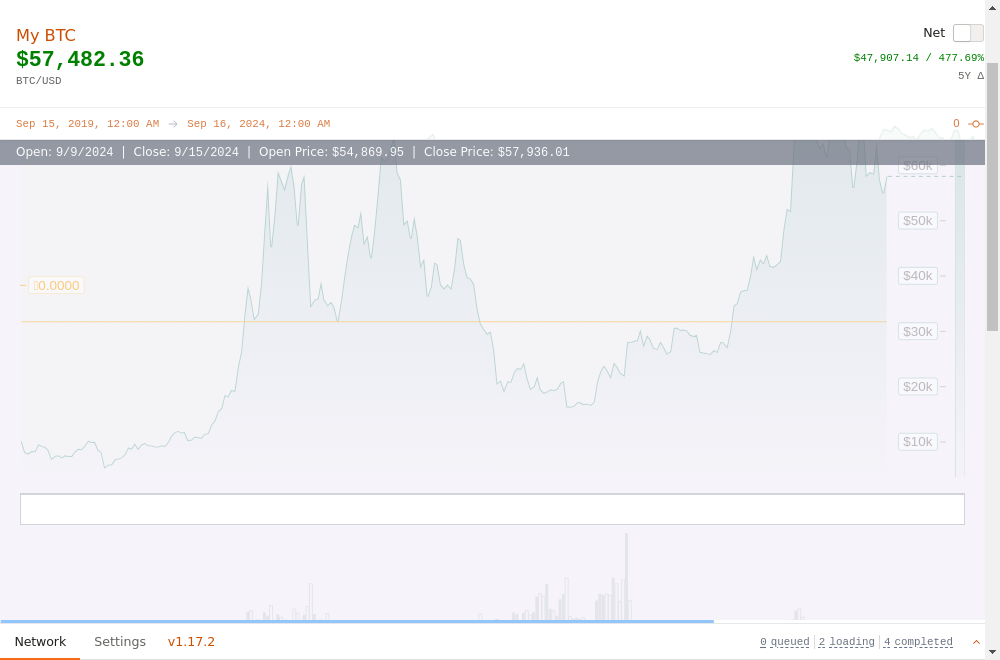 My BTC
Net
$57,482.36
$47,907.14 / 477.69%
BTC/USD
5Y Δ
Sep 15, 2019, 12:00 AM → Sep 16, 2024, 12:00 AM
0
Open: 9/9/2024 | Close: 9/15/2024 | Open Price: $54,869.95 | Close Price: $57,936.01
$60k
$50k
$40k
0.0000
$30k
$20k
$10k
Network Settings v1.17.2
0 queued 2 loading 4 completed